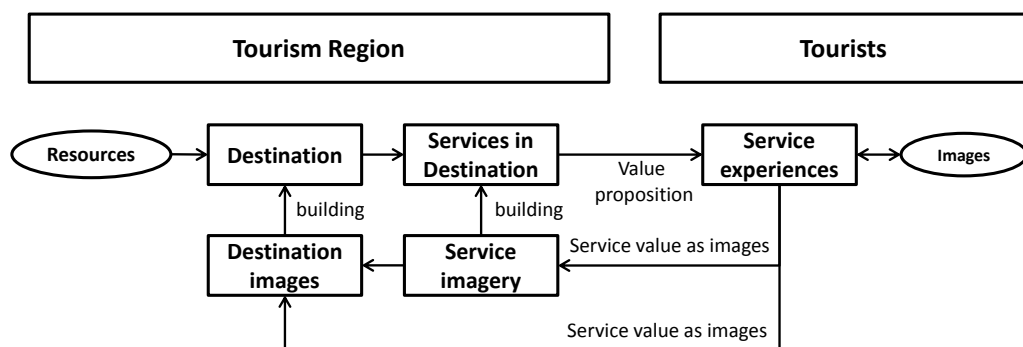 Tourism Region
Tourists
Resources
Destination
Services in
Destination
Value
proposition
Service
experiences
Images
building
building
Destination
images
Service
imagery
Service value as images
Service value as images